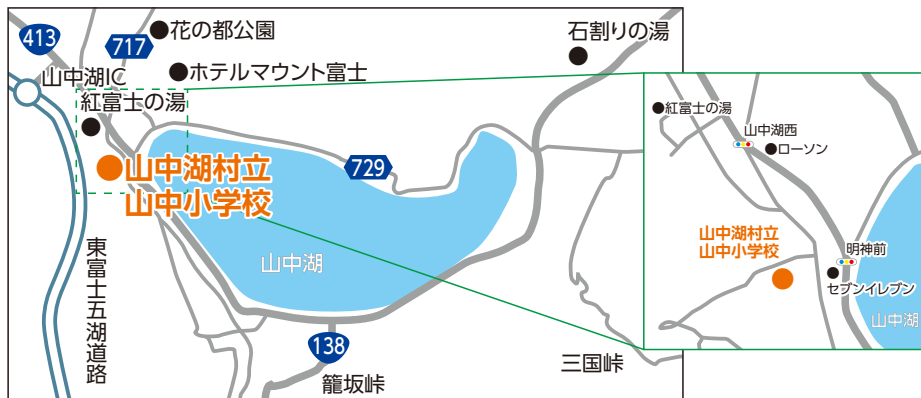 413
717
花の都公園
石割りの湯
ホテルマウント富士
山中湖IC
紅富士の湯
山中湖村立
山中小学校
729
山中湖
東富士五湖道路
138
籠坂峠
三国峠
紅富士の湯
山中湖西
ローソン
山中湖村立
山中小学校
明神前
セブンイレブン
山中湖